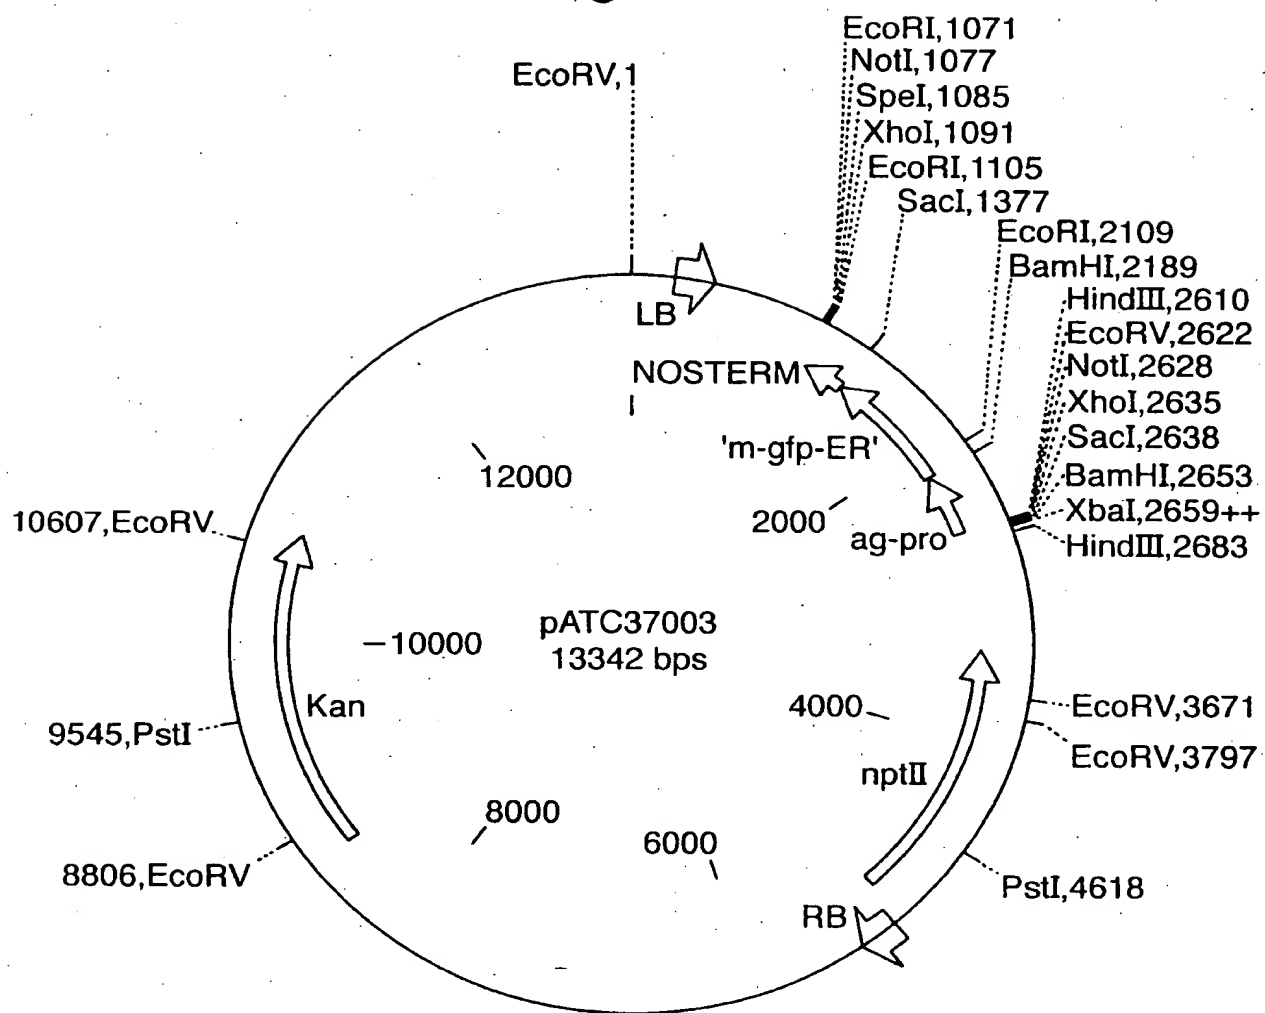 EcoRI,1071
NotI,1077
EcoRV,1
SpeI,1085
XhoI,1091
EcoRI,1105
SacI,1377
EcoRI,2109
BamHI,2189
HindIII,2610
LB
EcoRV,2622
NOSTERM
NotI,2628
XhoI,2635
'm-gfp-ER'
SacI,2638
12000
BamHI,2653
10607,EcoRV
2000
XbaI,2659++
ag-pro
HindIII,2683
pATC37003
13342 bps
10000
Kan
4000
EcoRV,3671
9545,PstI
EcoRV,3797
nptII
8000
6000
8806,EcoRV
PstI,4618
RB